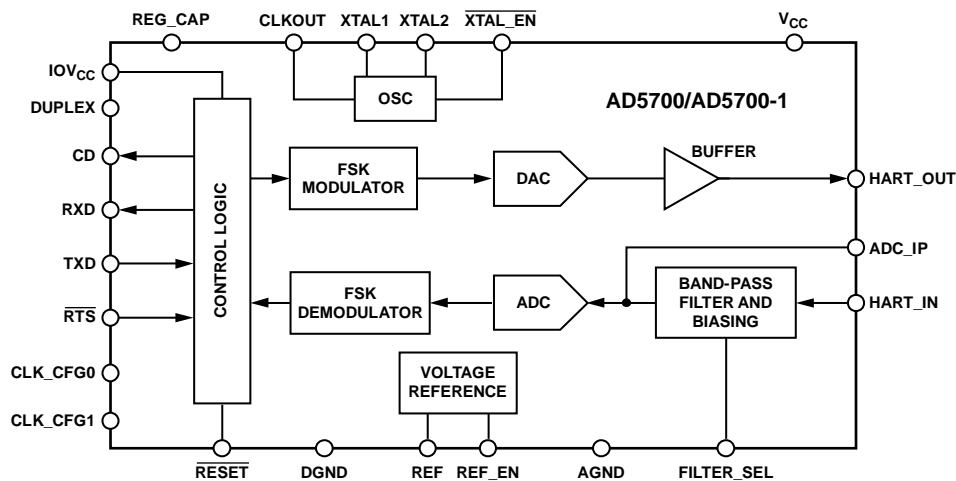 REG_CAP
CLKOUT
XTAL1
XTAL2
XTAL_EN
VCC
IOVCC
DUPLEX
CD
RXD
TXD
RTS
CLK_CFG0
CLK_CFG1
OSC
AD5700/AD5700-1
CONTROL LOGIC
FSK
MODULATOR
DAC
BUFFER
HART_OUT
ADC_IP
FSK
DEMODULATOR
ADC
BAND-PASS
FILTER AND
BIASING
HART_IN
VOLTAGE
REFERENCE
RESET
DGND
REF
REF_EN
AGND
FILTER_SEL